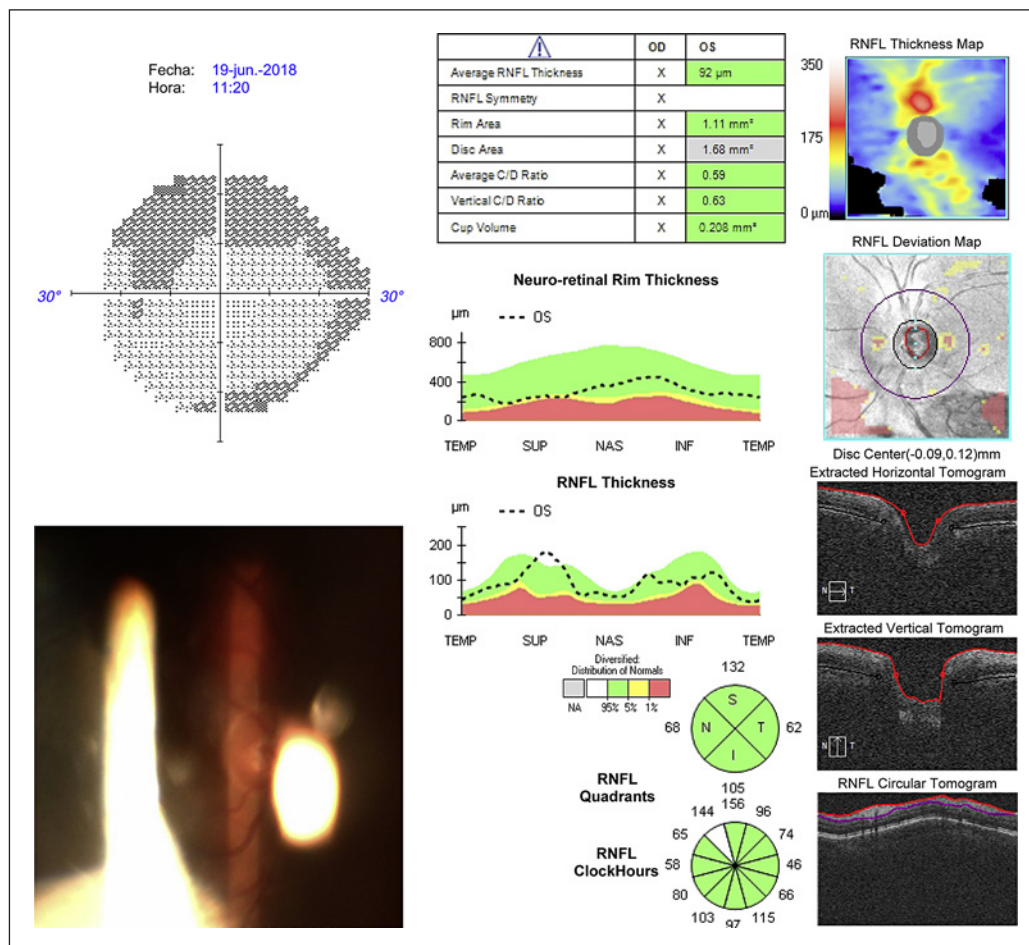 Fecha: 19-jun.-2018
Hora: 11:20
30° 30°
OD OS
Average RNFL Thickness X 92 µm
RNFL Symmetry X
Rim Area X 1.11 mm²
Disc Area X 1.68 mm²
Average C/D Ratio X 0.59
Vertical C/D Ratio X 0.63
Cup Volume X 0.208 mm³
Neuro-retinal Rim Thickness
µm --- OS
800
400
0
TEMP SUP NAS INF TEMP
RNFL Thickness
µm --- OS
200
100
0
TEMP SUP NAS INF TEMP
Diversified:
Distribution of Normals
NA 95% 5% 1%
132
S
68 N T 62
I
105
RNFL
Quadrants
156
144 96
65 74
58 46
80 66
103 115
97
RNFL
ClockHours
RNFL Thickness Map
350
175
0 µm
RNFL Deviation Map
Disc Center(-0.09,0.12)mm
Extracted Horizontal Tomogram
N T
Extracted Vertical Tomogram
N T
RNFL Circular Tomogram